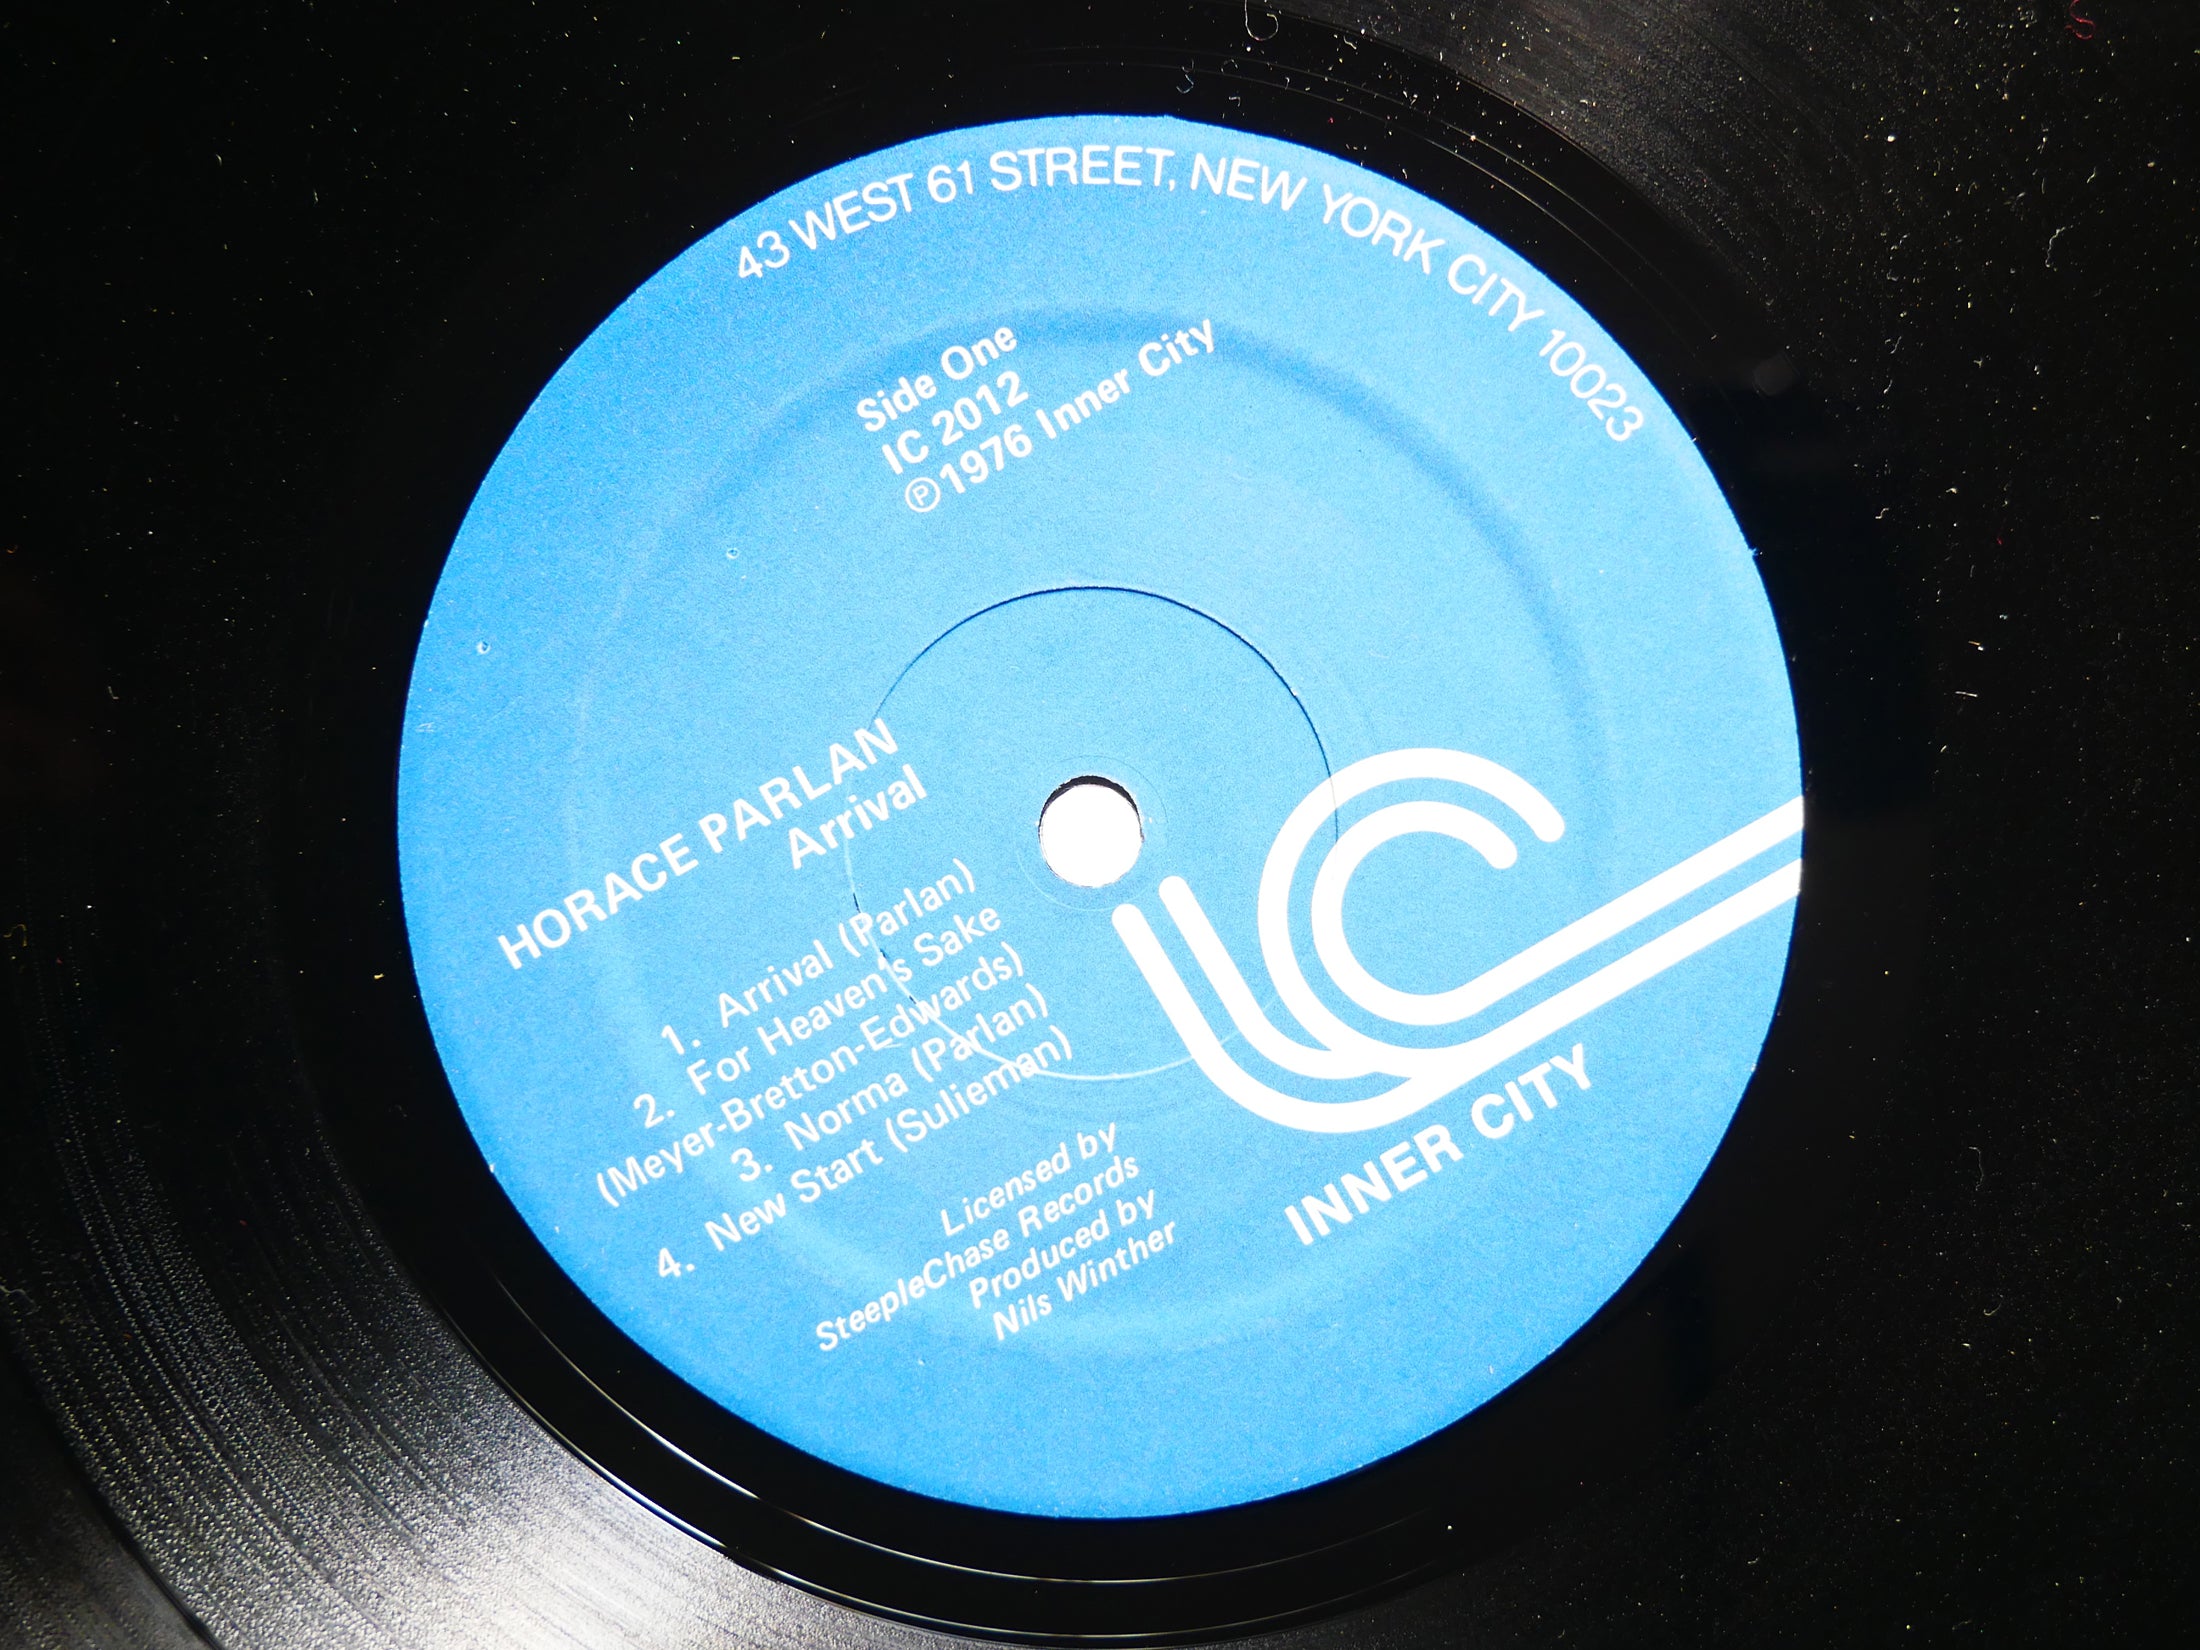 43 WEST 61 STREET, NEW YORK CITY 10023
Side One
IC 2012
℗1976 Inner City
HORACE PARLAN
Arrival
1. Arrival (Parlan)
2. For Heaven's Sake
(Meyer-Bretton-Edwards)
3. Norma (Parlan)
4. New Start (Sulieman)
Licensed by
SteepleChase Records
Produced by
Nils Winther
ic
INNER CITY